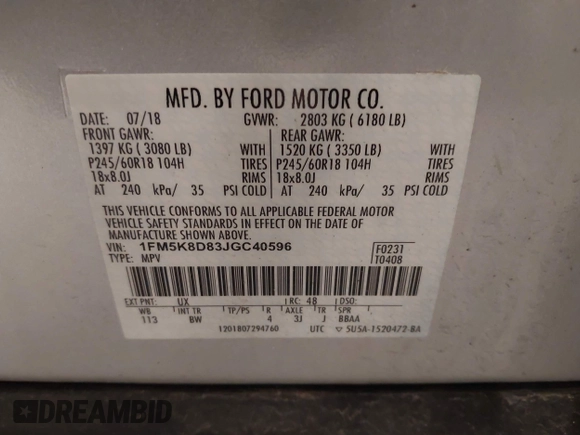 MFD. BY FORD MOTOR CO.
DATE: 07/18 GVWR: 2803 KG ( 6180 LB)
FRONT GAWR: REAR GAWR:
1397 KG ( 3080 LB) WITH 1520 KG ( 3350 LB) WITH
P245/60R18 104H TIRES P245/60R18 104H TIRES
18x8.0J RIMS 18x8.0J RIMS
AT 240 kPa/ 35 PSI COLD AT 240 kPa/ 35 PSI COLD
THIS VEHICLE CONFORMS TO ALL APPLICABLE FEDERAL MOTOR
VEHICLE SAFETY STANDARDS IN EFFECT ON THE DATE OF
MANUFACTURE SHOWN ABOVE.
VIN: 1FM5K8D83JGC40596 F0231
TYPE: MPV T0408
EXT PNT: UX RC: 48 DSO:
WB INT TR TP/PS R AXLE TR SPR
113 BW 4 3J J BBAA
1201807294760 UTC 5U5A-1520472-BA
DREAMBID